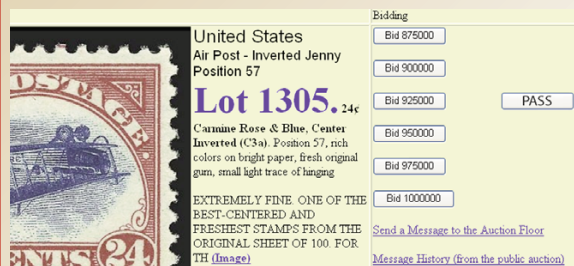 POSTAGE
CENTS 24
United States
Air Post - Inverted Jenny
Position 57
Lot 1305. 24¢
Carmine Rose & Blue, Center
Inverted (C3a). Position 57, rich
colors on bright paper, fresh original
gum, small light trace of hinging
EXTREMELY FINE. ONE OF THE
BEST-CENTERED AND
FRESHEST STAMPS FROM THE
ORIGINAL SHEET OF 100. FOR
TH (Image)
Bidding
Bid 875000
Bid 900000
Bid 925000
PASS
Bid 950000
Bid 975000
Bid 1000000
Send a Message to the Auction Floor
Message History (from the public auction)